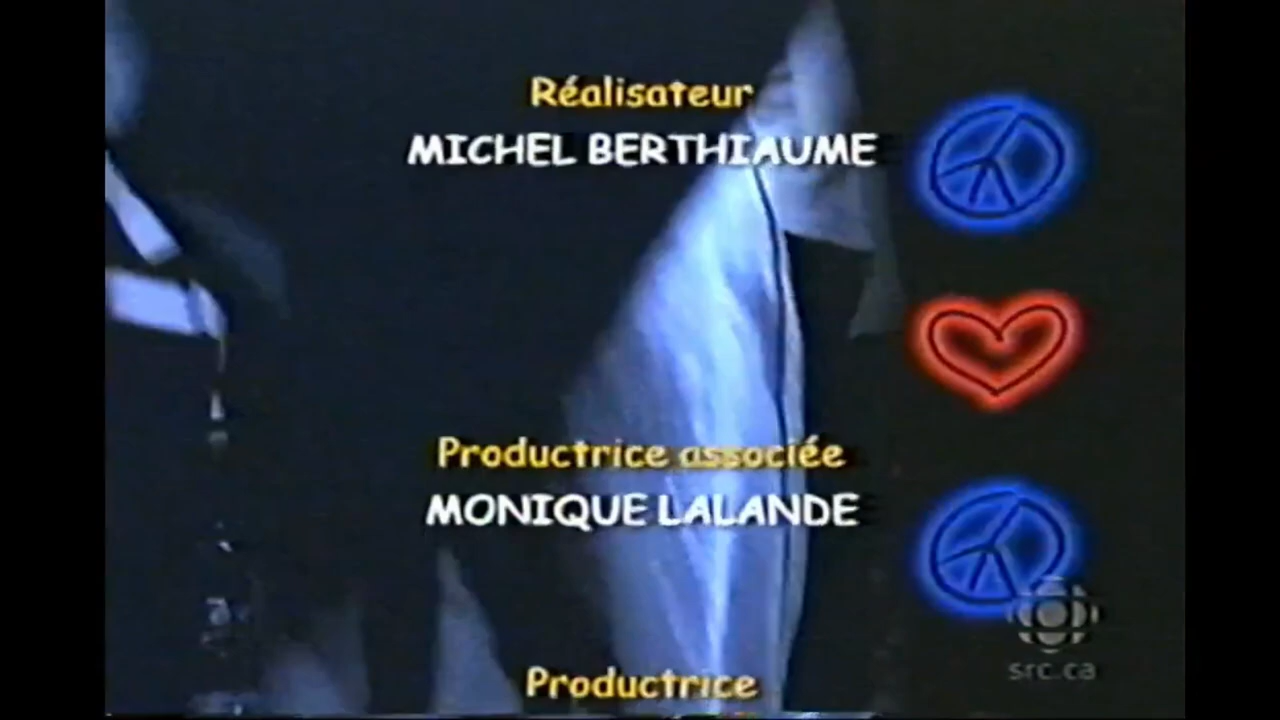 Réalisateur
MICHEL BERTHIAUME
Productrice associée
MONIQUE LALANDE
src.ca
Productrice